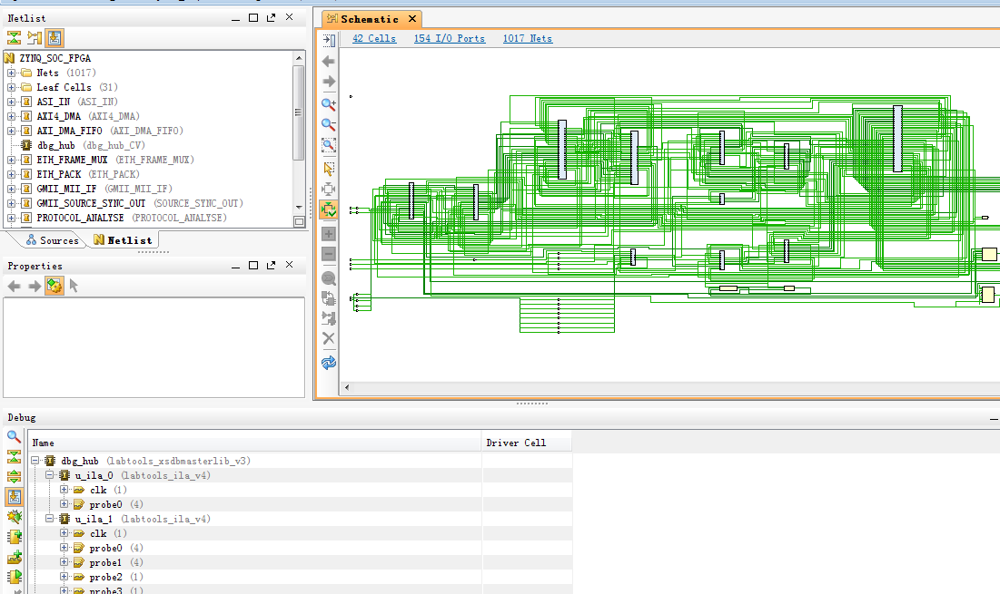 Netlist
ZYNQ_SOC_FPGA
Nets (1017)
Leaf Cells (31)
ASI_IN (ASI_IN)
AXI4_DMA (AXI4_DMA)
AXI_DMA_FIFO (AXI_DMA_FIFO)
dbg_hub (dbg_hub_CV)
ETH_FRAME_MUX (ETH_FRAME_MUX)
ETH_PACK (ETH_PACK)
GMII_MII_IF (GMII_MII_IF)
GMII_SOURCE_SYNC_OUT (SOURCE_SYNC_OUT)
PROTOCOL_ANALYSE (PROTOCOL_ANALYSE)
Sources Netlist
Properties
Schematic
42 Cells 154 I/O Ports 1017 Nets
Debug
Name Driver Cell
dbg_hub (labtools_xsdbmasterlib_v3)
u_ila_0 (labtools_ila_v4)
clk (1)
probe0 (4)
u_ila_1 (labtools_ila_v4)
clk (1)
probe0 (4)
probe1 (4)
probe2 (1)
probe3 (1)